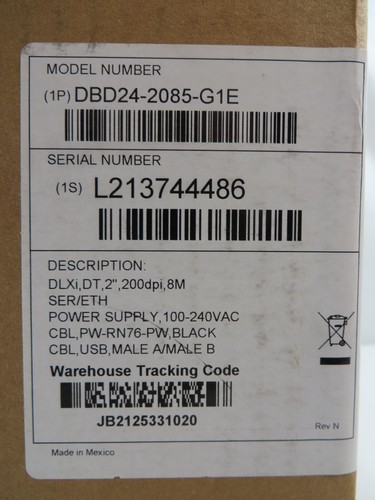 MODEL NUMBER
(1P) DBD24-2085-G1E
SERIAL NUMBER
(1S) L213744486
DESCRIPTION:
DLXi,DT,2",200dpi,8M
SER/ETH
POWER SUPPLY,100-240VAC
CBL,PW-RN76-PW,BLACK
CBL,USB,MALE A/MALE B
Warehouse Tracking Code
JB2125331020
Rev N
Made in Mexico